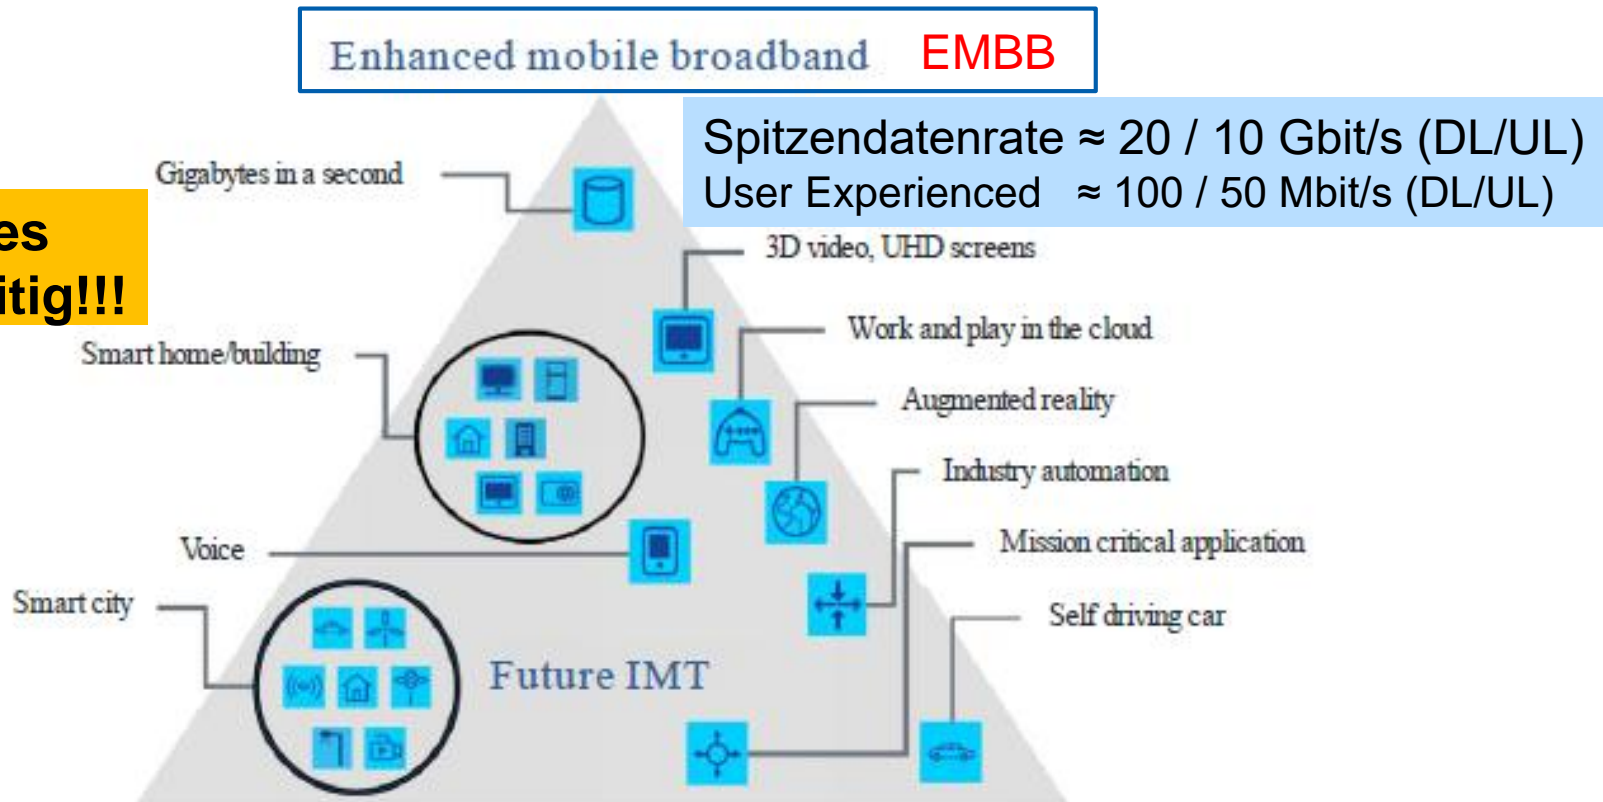 Enhanced mobile broadband EMBB
Spitzendatenrate ≈ 20 / 10 Gbit/s (DL/UL)
User Experienced ≈ 100 / 50 Mbit/s (DL/UL)
Gigabytes in a second
es
itig!!!
3D video, UHD screens
Smart home/building
Work and play in the cloud
Augmented reality
Industry automation
Voice
Mission critical application
Smart city
Self driving car
Future IMT